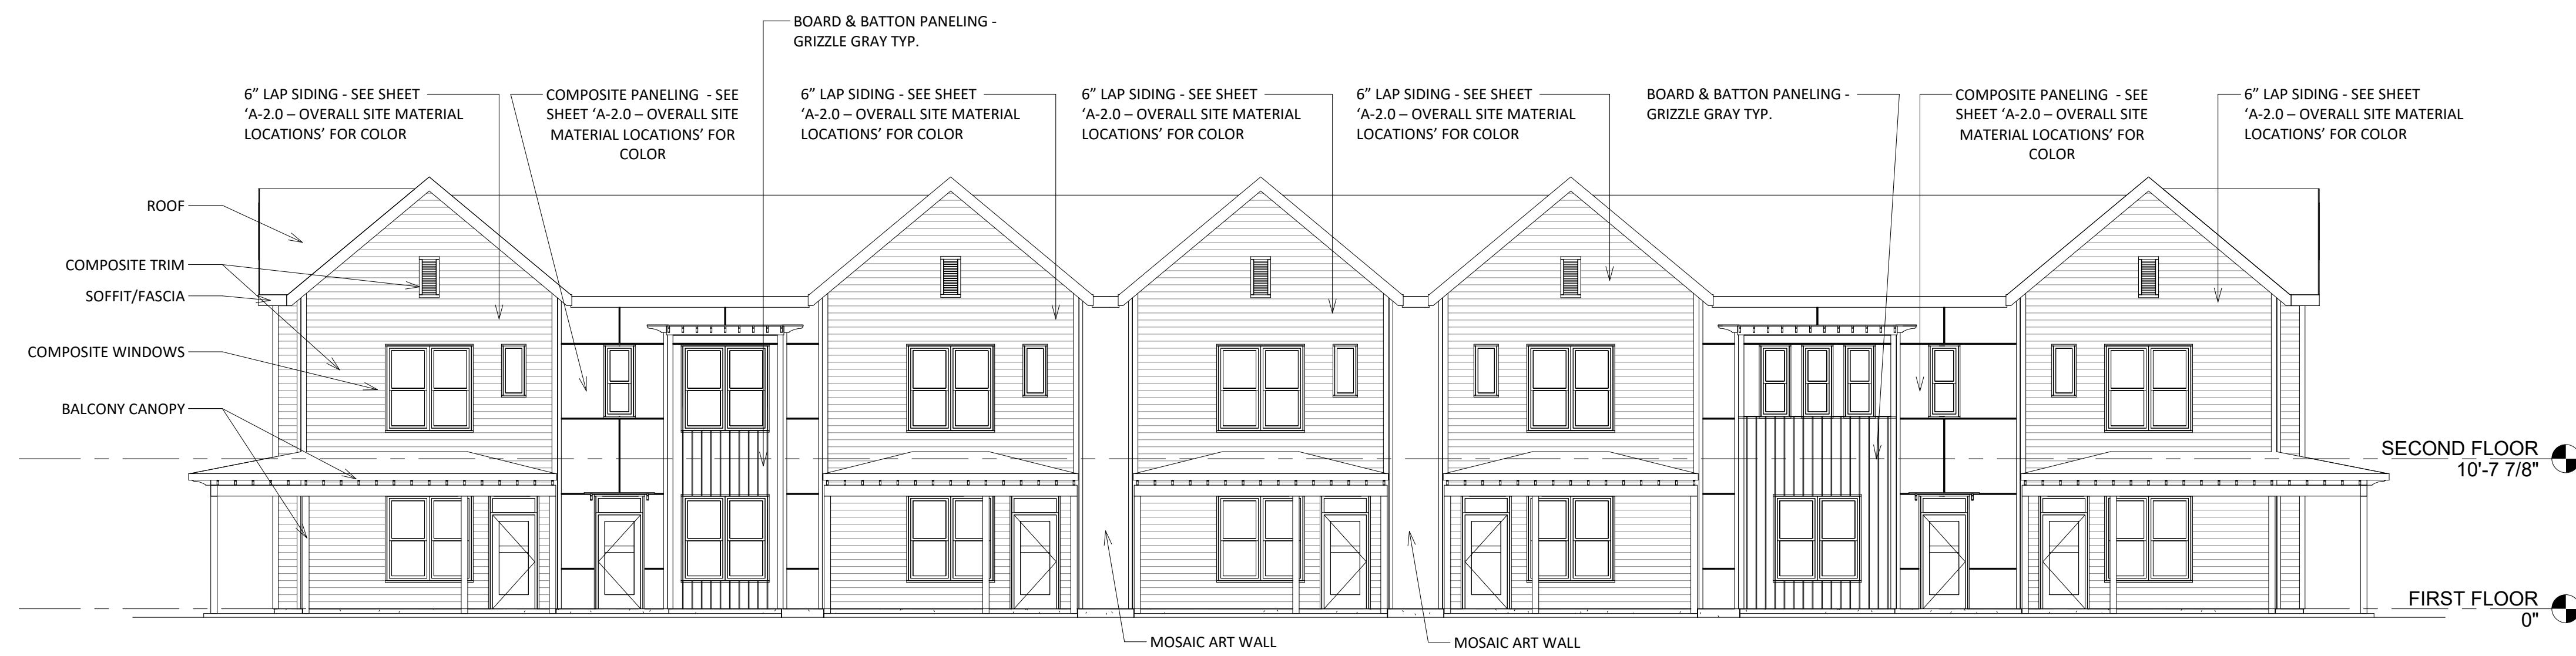 BOARD & BATTON PANELING -
GRIZZLE GRAY TYP.
6” LAP SIDING - SEE SHEET
‘A-2.0 – OVERALL SITE MATERIAL
LOCATIONS’ FOR COLOR
COMPOSITE PANELING - SEE
SHEET ‘A-2.0 – OVERALL SITE
MATERIAL LOCATIONS’ FOR
COLOR
6” LAP SIDING - SEE SHEET
‘A-2.0 – OVERALL SITE MATERIAL
LOCATIONS’ FOR COLOR
6” LAP SIDING - SEE SHEET
‘A-2.0 – OVERALL SITE MATERIAL
LOCATIONS’ FOR COLOR
6” LAP SIDING - SEE SHEET
‘A-2.0 – OVERALL SITE MATERIAL
LOCATIONS’ FOR COLOR
BOARD & BATTON PANELING -
GRIZZLE GRAY TYP.
COMPOSITE PANELING - SEE
SHEET ‘A-2.0 – OVERALL SITE
MATERIAL LOCATIONS’ FOR
COLOR
6” LAP SIDING - SEE SHEET
‘A-2.0 – OVERALL SITE MATERIAL
LOCATIONS’ FOR COLOR
ROOF
COMPOSITE TRIM
SOFFIT/FASCIA
COMPOSITE WINDOWS
BALCONY CANOPY
SECOND FLOOR
10'-7 7/8"
FIRST FLOOR
0"
MOSAIC ART WALL
MOSAIC ART WALL